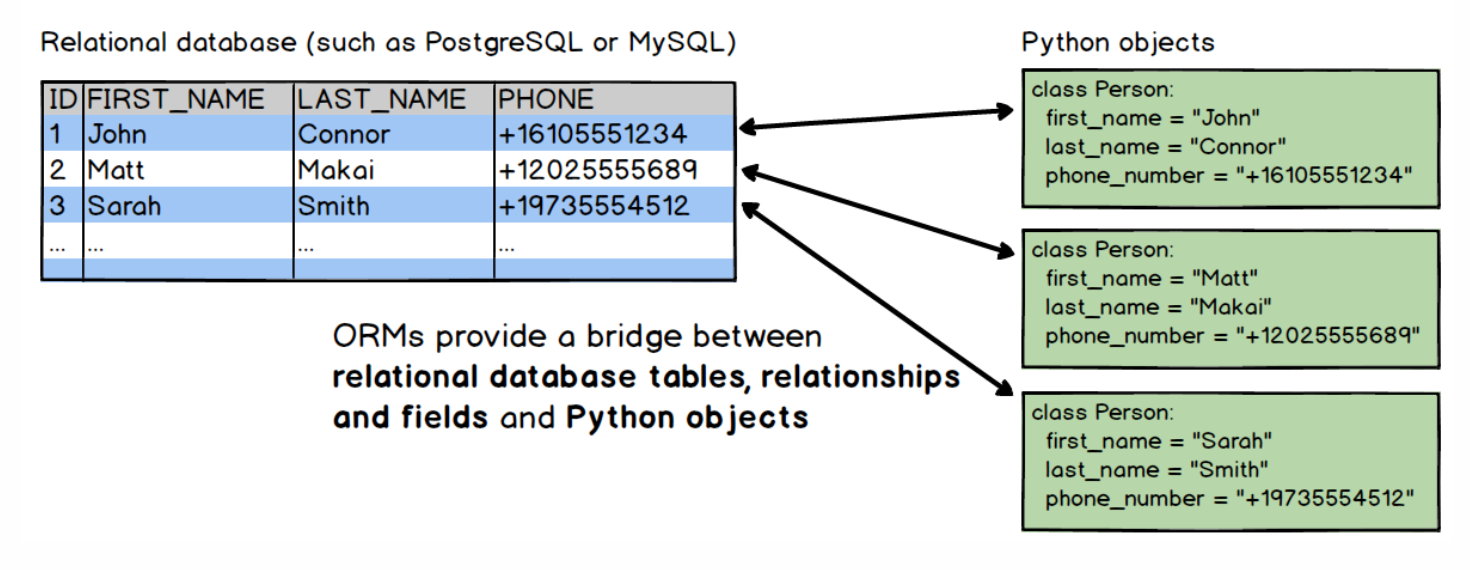 Relational database (such as PostgreSQL or MySQL)
ID FIRST_NAME LAST_NAME PHONE
1 John Connor +16105551234
2 Matt Makai +12025555689
3 Sarah Smith +19735554512
... ... ... ...
ORMs provide a bridge between
relational database tables, relationships
and fields and Python objects
Python objects
class Person:
first_name = "John"
last_name = "Connor"
phone_number = "+16105551234"
class Person:
first_name = "Matt"
last_name = "Makai"
phone_number = "+12025555689"
class Person:
first_name = "Sarah"
last_name = "Smith"
phone_number = "+19735554512"